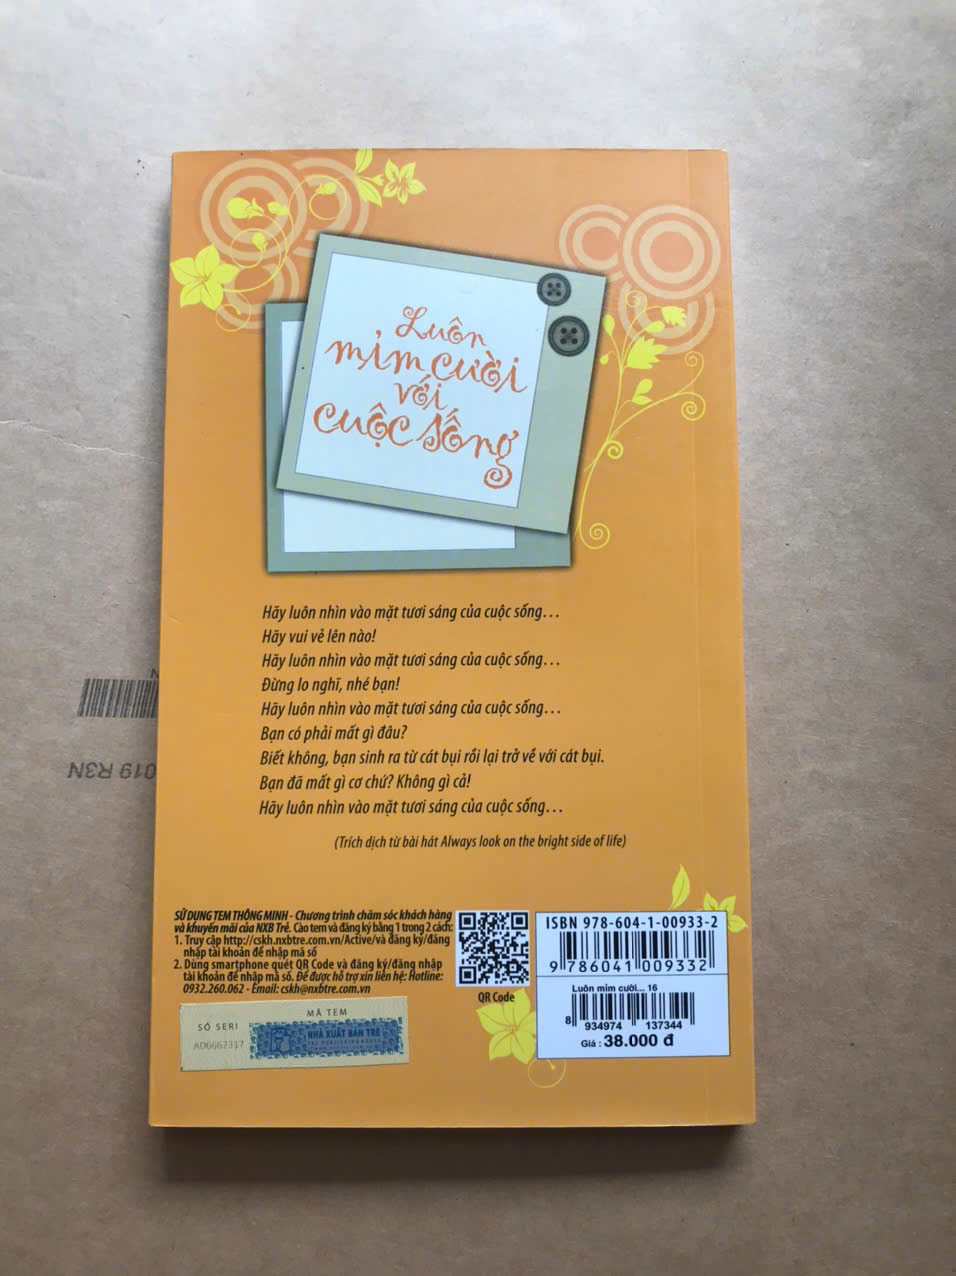 Luôn
mỉm cười
với
cuộc sống
Hãy luôn nhìn vào mặt tươi sáng của cuộc sống…
Hãy vui vẻ lên nào!
Hãy luôn nhìn vào mặt tươi sáng của cuộc sống…
Đừng lo nghĩ, nhé bạn!
Hãy luôn nhìn vào mặt tươi sáng của cuộc sống…
Bạn có phải mất gì đâu?
Biết không, bạn sinh ra từ cát bụi rồi lại trở về với cát bụi.
Bạn đã mất gì cơ chứ? Không gì cả!
Hãy luôn nhìn vào mặt tươi sáng của cuộc sống…
(Trích dịch từ bài hát Always look on the bright side of life)
SỬ DỤNG TEM THÔNG MINH - Chương trình chăm sóc khách hàng
và khuyến mãi của NXB Trẻ. Cào tem và đăng ký bằng 1 trong 2 cách:
1. Truy cập http://cskh.nxbtre.com.vn/Active/và đăng ký/đăng
nhập tài khoản để nhập mã số
2. Dùng smartphone quét QR Code và đăng ký/đăng nhập
tài khoản để nhập mã số. Để được hỗ trợ xin liên hệ: Hotline:
0932.260.062 - Email: cskh@nxbtre.com.vn
QR Code
MÃ TEM
SỐ SERI
AD0662317
NHÀ XUẤT BẢN TRẺ
ISBN 978-604-1-00933-2
9 786041 009332
Luôn mỉm cười... 16
8 934974 137344
Giá : 38.000 đ
019 R3N